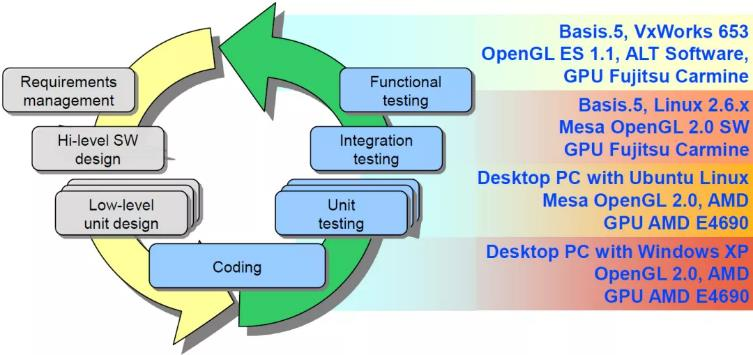 Requirements
management
Hi-level SW
design
Low-level
unit design
Coding
Unit
testing
Integration
testing
Functional
testing
Basis.5, VxWorks 653
OpenGL ES 1.1, ALT Software,
GPU Fujitsu Carmine
Basis.5, Linux 2.6.x
Mesa OpenGL 2.0 SW
GPU Fujitsu Carmine
Desktop PC with Ubuntu Linux
Mesa OpenGL 2.0, AMD
GPU AMD E4690
Desktop PC with Windows XP
OpenGL 2.0, AMD
GPU AMD E4690